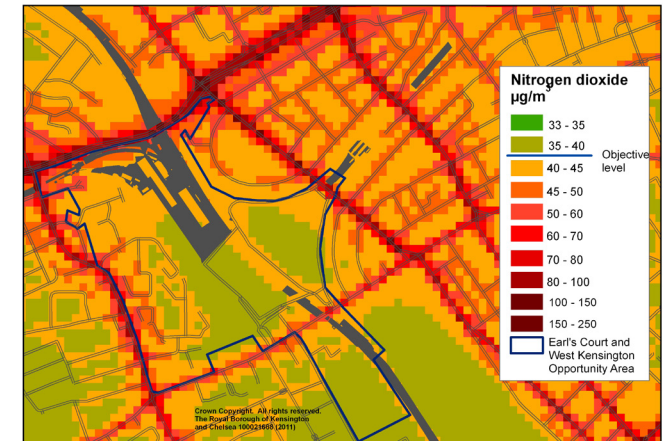 Nitrogen dioxide
µg/m³
33 - 35
35 - 40
Objective
level
40 - 45
45 - 50
50 - 60
60 - 70
70 - 80
80 - 100
100 - 150
150 - 250
Earl's Court and
West Kensington
Opportunity Area
Crown Copyright. All rights reserved.
The Royal Borough of Kensington
and Chelsea 100021668 (2011)